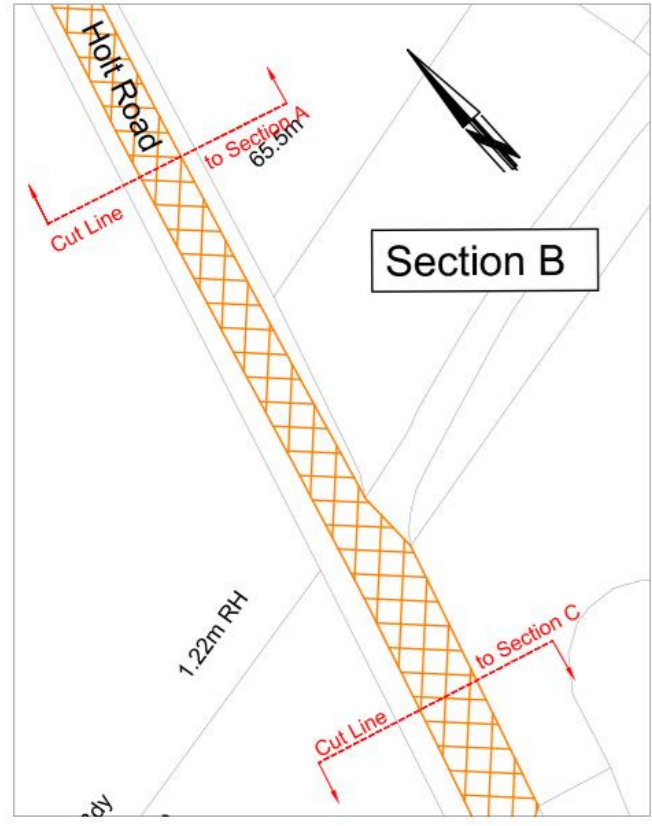 Holt Road
to Section A
65.5m
Cut Line
N
Section B
1.22m RH
to Section C
Cut Line